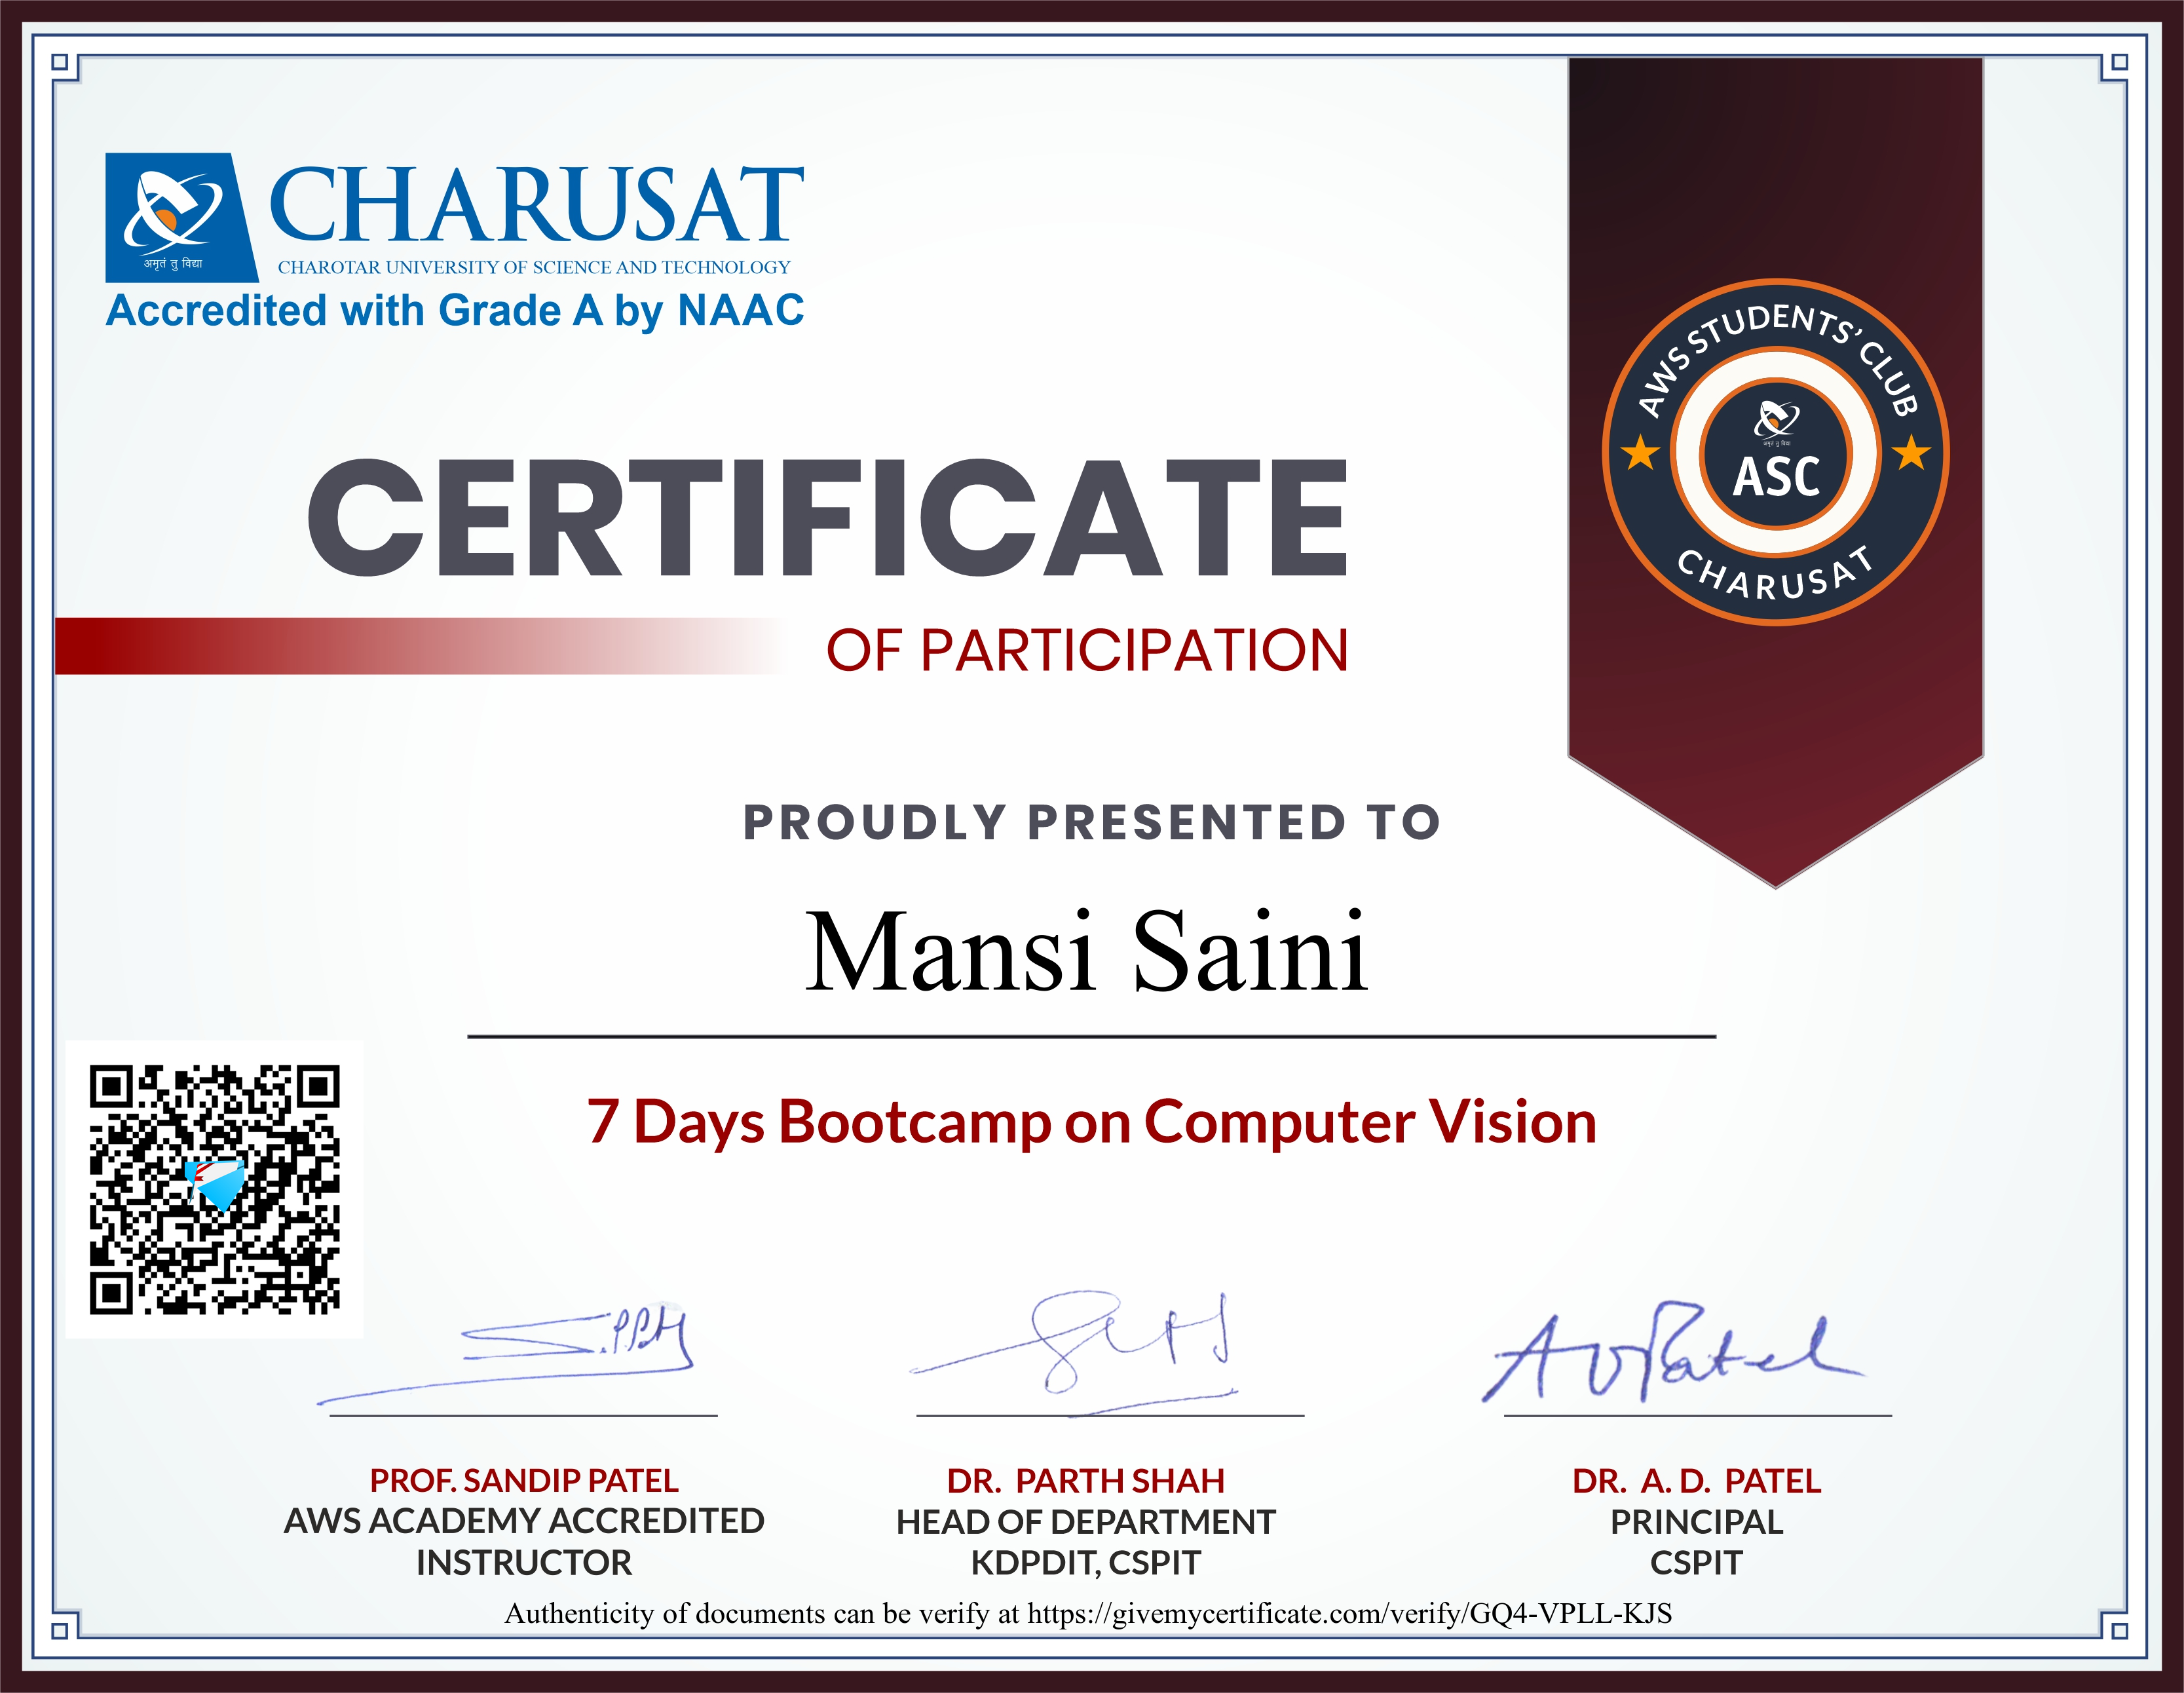 CHARUSAT
अमृतं तु विद्या
CHAROTAR UNIVERSITY OF SCIENCE AND TECHNOLOGY
Accredited with Grade A by NAAC
AWS STUDENTS' CLUB
अमृतं तु विद्या
ASC
CHARUSAT
CERTIFICATE
OF PARTICIPATION
PROUDLY PRESENTED TO
Mansi Saini
7 Days Bootcamp on Computer Vision
A D Patel
PROF. SANDIP PATEL
AWS ACADEMY ACCREDITED
INSTRUCTOR
DR. PARTH SHAH
HEAD OF DEPARTMENT
KDPDIT, CSPIT
DR. A. D. PATEL
PRINCIPAL
CSPIT
Authenticity of documents can be verify at https://givemycertificate.com/verify/GQ4-VPLL-KJS